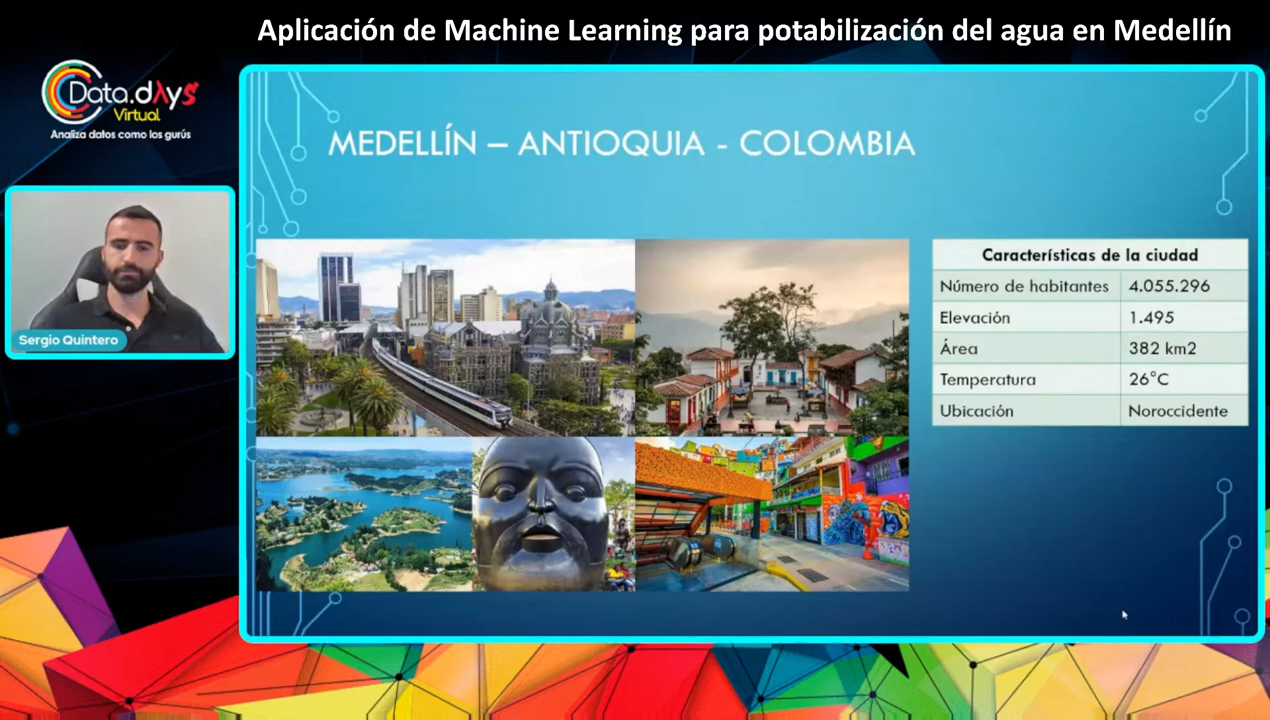 Aplicación de Machine Learning para potabilización del agua en Medellín
Data.dAys
Virtual
Analiza datos como los gurús
Sergio Quintero
MEDELLÍN – ANTIOQUIA - COLOMBIA
Características de la ciudad
Número de habitantes 4.055.296
Elevación 1.495
Área 382 km2
Temperatura 26°C
Ubicación Noroccidente